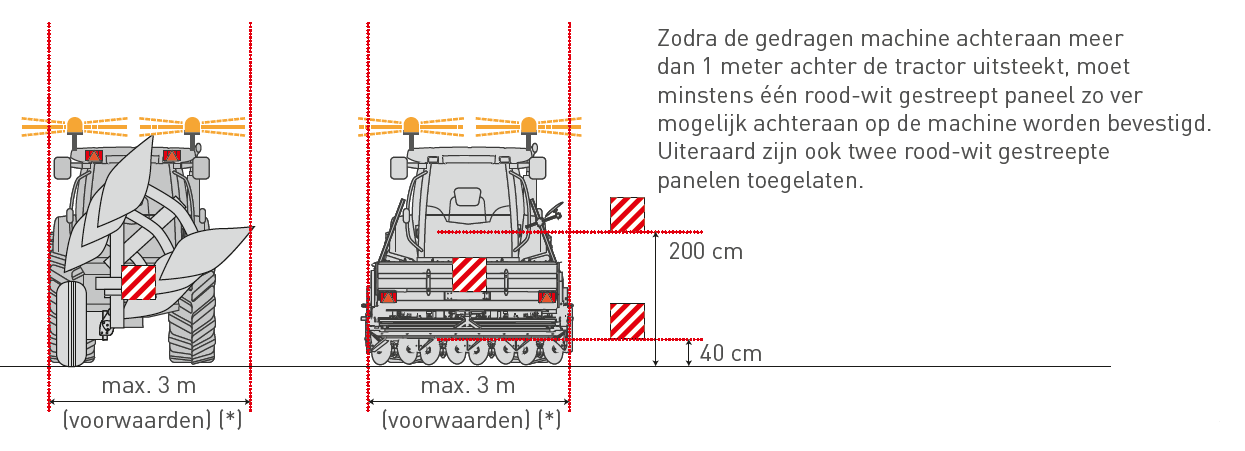 Zodra de gedragen machine achteraan meer
dan 1 meter achter de tractor uitsteekt, moet
minstens één rood-wit gestreept paneel zo ver
mogelijk achteraan op de machine worden bevestigd.
Uiteraard zijn ook twee rood-wit gestreepte
panelen toegelaten.
200 cm
40 cm
max. 3 m
(voorwaarden) (*)
max. 3 m
(voorwaarden) (*)